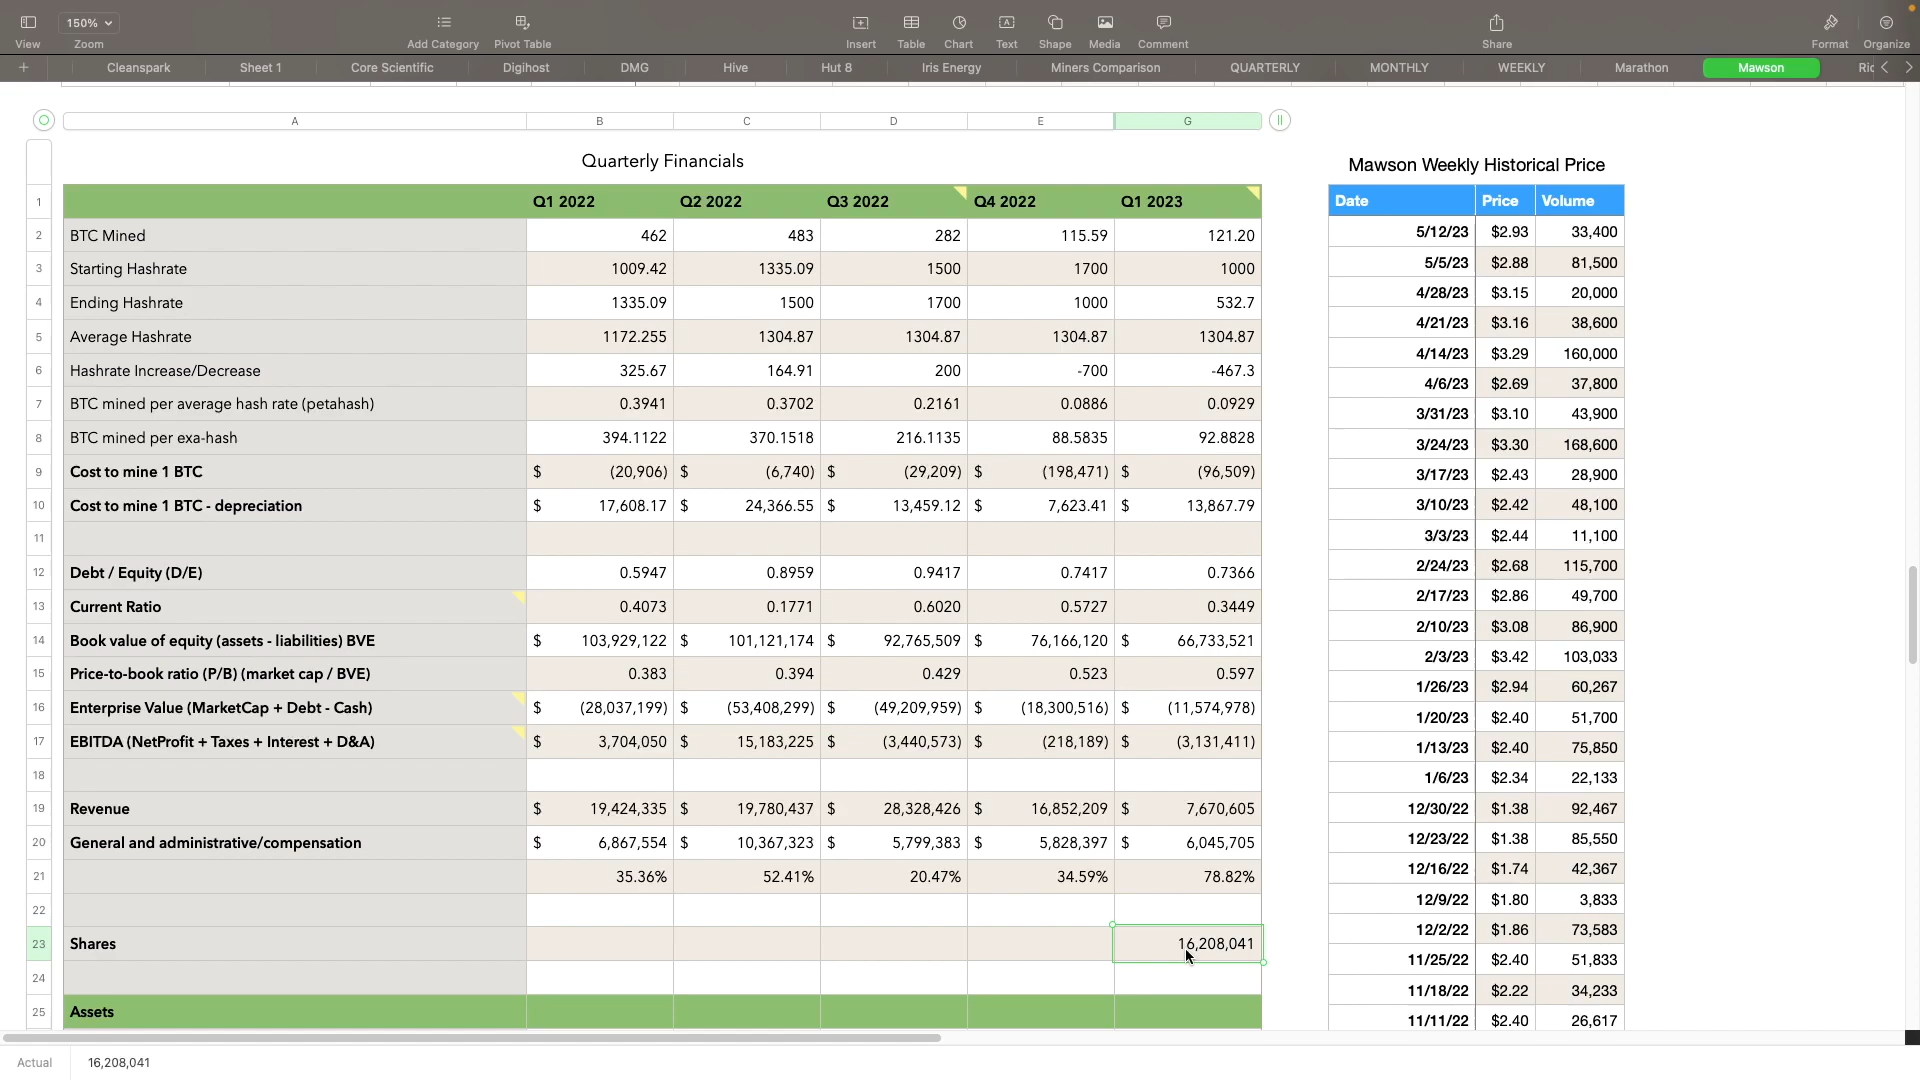 150%
View Zoom Add Category Pivot Table Insert Table Chart Text Shape Media Comment Share Format Organize
+ Cleanspark Sheet 1 Core Scientific Digihost DMG Hive Hut 8 Iris Energy Miners Comparison QUARTERLY MONTHLY WEEKLY Marathon Mawson
A B C D E G
Quarterly Financials
1 Q1 2022 Q2 2022 Q3 2022 Q4 2022 Q1 2023
2 BTC Mined 462 483 282 115.59 121.20
3 Starting Hashrate 1009.42 1335.09 1500 1700 1000
4 Ending Hashrate 1335.09 1500 1700 1000 532.7
5 Average Hashrate 1172.255 1304.87 1304.87 1304.87 1304.87
6 Hashrate Increase/Decrease 325.67 164.91 200 -700 -467.3
7 BTC mined per average hash rate (petahash) 0.3941 0.3702 0.2161 0.0886 0.0929
8 BTC mined per exa-hash 394.1122 370.1518 216.1135 88.5835 92.8828
9 Cost to mine 1 BTC $ (20,906) $ (6,740) $ (29,209) $ (198,471) $ (96,509)
10 Cost to mine 1 BTC - depreciation $ 17,608.17 $ 24,366.55 $ 13,459.12 $ 7,623.41 $ 13,867.79
11
12 Debt / Equity (D/E) 0.5947 0.8959 0.9417 0.7417 0.7366
13 Current Ratio 0.4073 0.1771 0.6020 0.5727 0.3449
14 Book value of equity (assets - liabilities) BVE $ 103,929,122 $ 101,121,174 $ 92,765,509 $ 76,166,120 $ 66,733,521
15 Price-to-book ratio (P/B) (market cap / BVE) 0.383 0.394 0.429 0.523 0.597
16 Enterprise Value (MarketCap + Debt - Cash) $ (28,037,199) $ (53,408,299) $ (49,209,959) $ (18,300,516) $ (11,574,978)
17 EBITDA (NetProfit + Taxes + Interest + D&A) $ 3,704,050 $ 15,183,225 $ (3,440,573) $ (218,189) $ (3,131,411)
18
19 Revenue $ 19,424,335 $ 19,780,437 $ 28,328,426 $ 16,852,209 $ 7,670,605
20 General and administrative/compensation $ 6,867,554 $ 10,367,323 $ 5,799,383 $ 5,828,397 $ 6,045,705
21 35.36% 52.41% 20.47% 34.59% 78.82%
22
23 Shares 16,208,041
24
25 Assets
Mawson Weekly Historical Price
Date Price Volume
5/12/23 $2.93 33,400
5/5/23 $2.88 81,500
4/28/23 $3.15 20,000
4/21/23 $3.16 38,600
4/14/23 $3.29 160,000
4/6/23 $2.69 37,800
3/31/23 $3.10 43,900
3/24/23 $3.30 168,600
3/17/23 $2.43 28,900
3/10/23 $2.42 48,100
3/3/23 $2.44 11,100
2/24/23 $2.68 115,700
2/17/23 $2.86 49,700
2/10/23 $3.08 86,900
2/3/23 $3.42 103,033
1/26/23 $2.94 60,267
1/20/23 $2.40 51,700
1/13/23 $2.40 75,850
1/6/23 $2.34 22,133
12/30/22 $1.38 92,467
12/23/22 $1.38 85,550
12/16/22 $1.74 42,367
12/9/22 $1.80 3,833
12/2/22 $1.86 73,583
11/25/22 $2.40 51,833
11/18/22 $2.22 34,233
11/11/22 $2.40 26,617
Actual 16,208,041